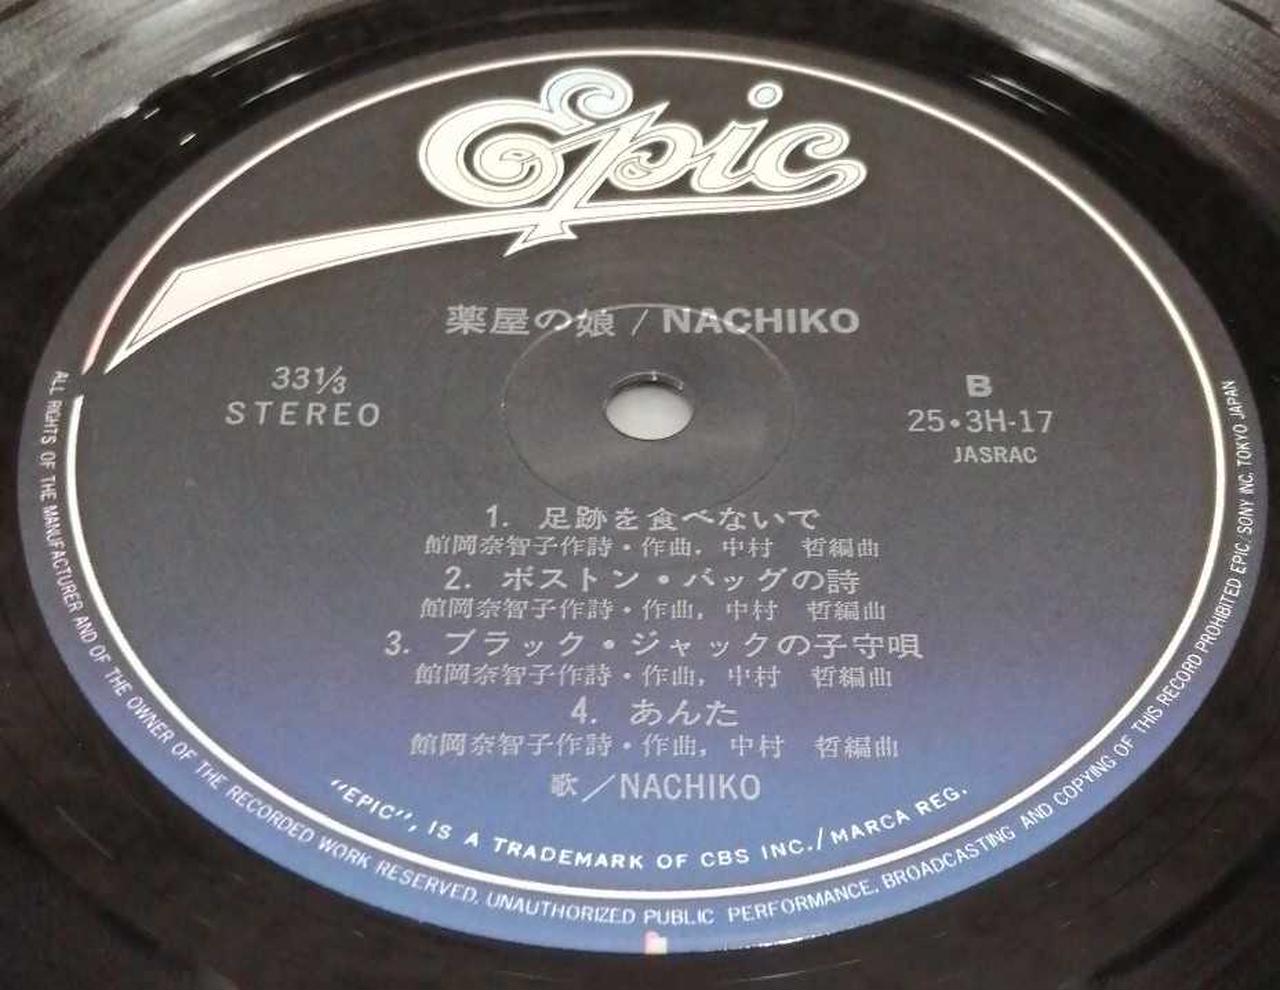 Epic
薬屋の娘 / NACHIKO
33⅓
STEREO
B
25・3H-17
JASRAC
1. 足跡を食べないで
館岡奈智子作詩・作曲, 中村 哲編曲
2. ボストン・バッグの詩
館岡奈智子作詩・作曲, 中村 哲編曲
3. ブラック・ジャックの子守唄
館岡奈智子作詩・作曲, 中村 哲編曲
4. あんた
館岡奈智子作詩・作曲, 中村 哲編曲
歌／NACHIKO
"EPIC", IS A TRADEMARK OF CBS INC./MARCA REG.
ALL RIGHTS OF THE MANUFACTURER AND OF THE OWNER OF THE RECORDED WORK RESERVED. UNAUTHORIZED PUBLIC PERFORMANCE. BROADCASTING AND COPYING OF THIS RECORD PROHIBITED EPIC/SONY INC. TOKYO JAPAN